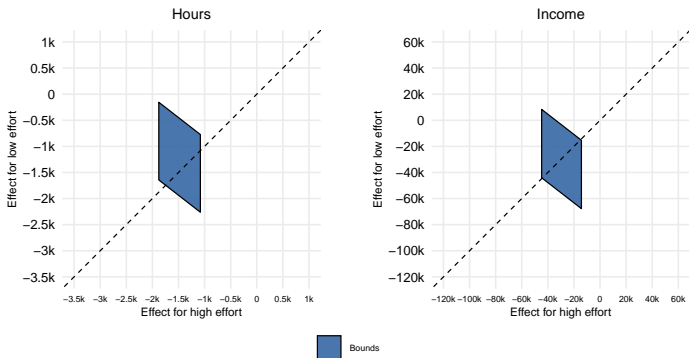 Hours
Income
1k
0.5k
0
−0.5k
−1k
−1.5k
−2k
−2.5k
−3k
−3.5k
Effect for low effort
−3.5k −3k −2.5k −2k −1.5k −1k −0.5k 0 0.5k 1k
Effect for high effort
60k
40k
20k
0
−20k
−40k
−60k
−80k
−100k
−120k
Effect for low effort
−120k −100k −80k −60k −40k −20k 0 20k 40k 60k
Effect for high effort
Bounds